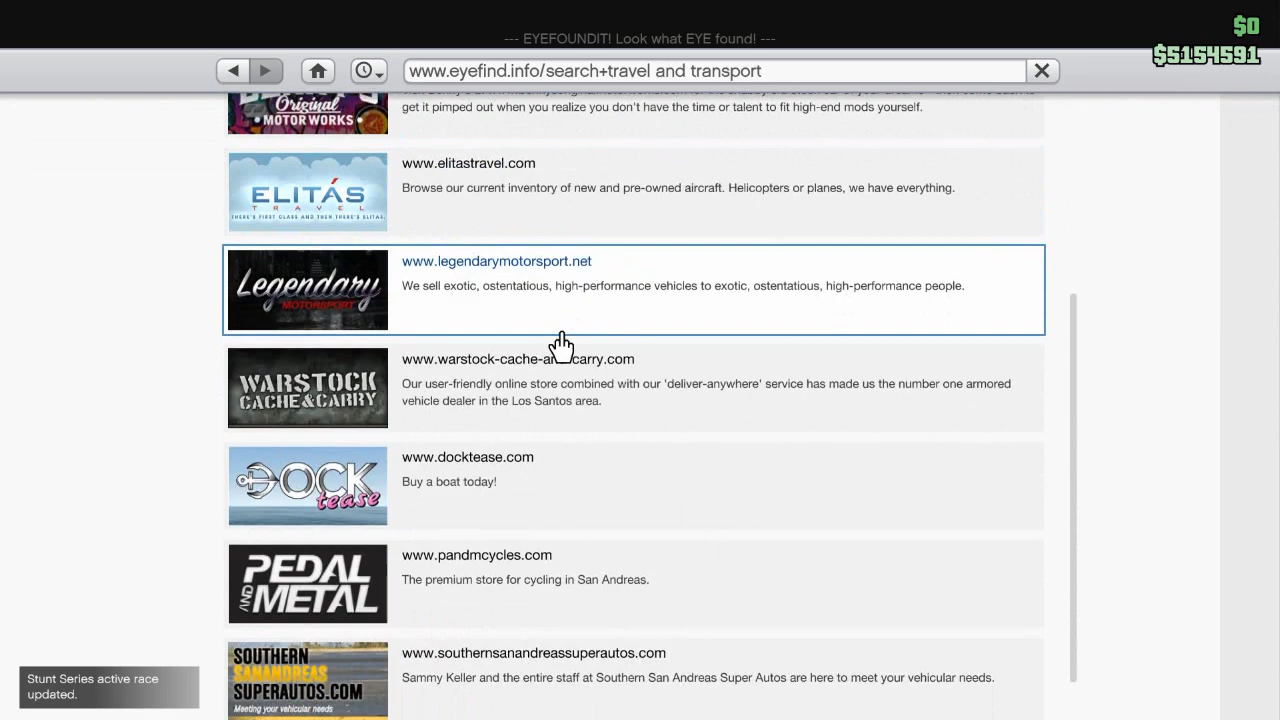 $0
--- EYEFOUNDIT! Look what EYE found! ---
$5154591
www.eyefind.info/search+travel and transport
Original
MOTOR WORKS
get it pimped out when you realize you don't have the time or talent to fit high-end mods yourself.
ELITÁS
TRAVEL
THERE'S FIRST CLASS AND THEN THERE'S ELITAS.
www.elitastravel.com
Browse our current inventory of new and pre-owned aircraft. Helicopters or planes, we have everything.
Legendary
MOTORSPORT
www.legendarymotorsport.net
We sell exotic, ostentatious, high-performance vehicles to exotic, ostentatious, high-performance people.
WARSTOCK
CACHE&CARRY
www.warstock-cache-and-carry.com
Our user-friendly online store combined with our 'deliver-anywhere' service has made us the number one armored
vehicle dealer in the Los Santos area.
DOCK
tease
www.docktease.com
Buy a boat today!
PEDAL
AND METAL
www.pandmcycles.com
The premium store for cycling in San Andreas.
SOUTHERN
SANANDREAS
SUPERAUTOS.COM
Meeting your vehicular needs
www.southernsanandreassuperautos.com
Sammy Keller and the entire staff at Southern San Andreas Super Autos are here to meet your vehicular needs.
Stunt Series active race
updated.